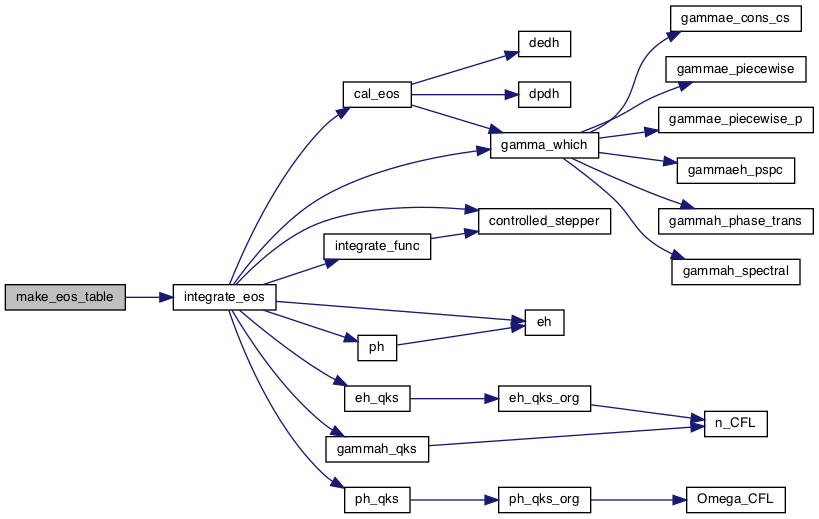 gammae_cons_cs
dedh
gammae_piecewise
cal_eos
dpdh
gammae_piecewise_p
gamma_which
gammaeh_pspc
controlled_stepper
gammah_phase_trans
integrate_func
gammah_spectral
make_eos_table
integrate_eos
eh
ph
eh_qks
eh_qks_org
n_CFL
gammah_qks
ph_qks
ph_qks_org
Omega_CFL